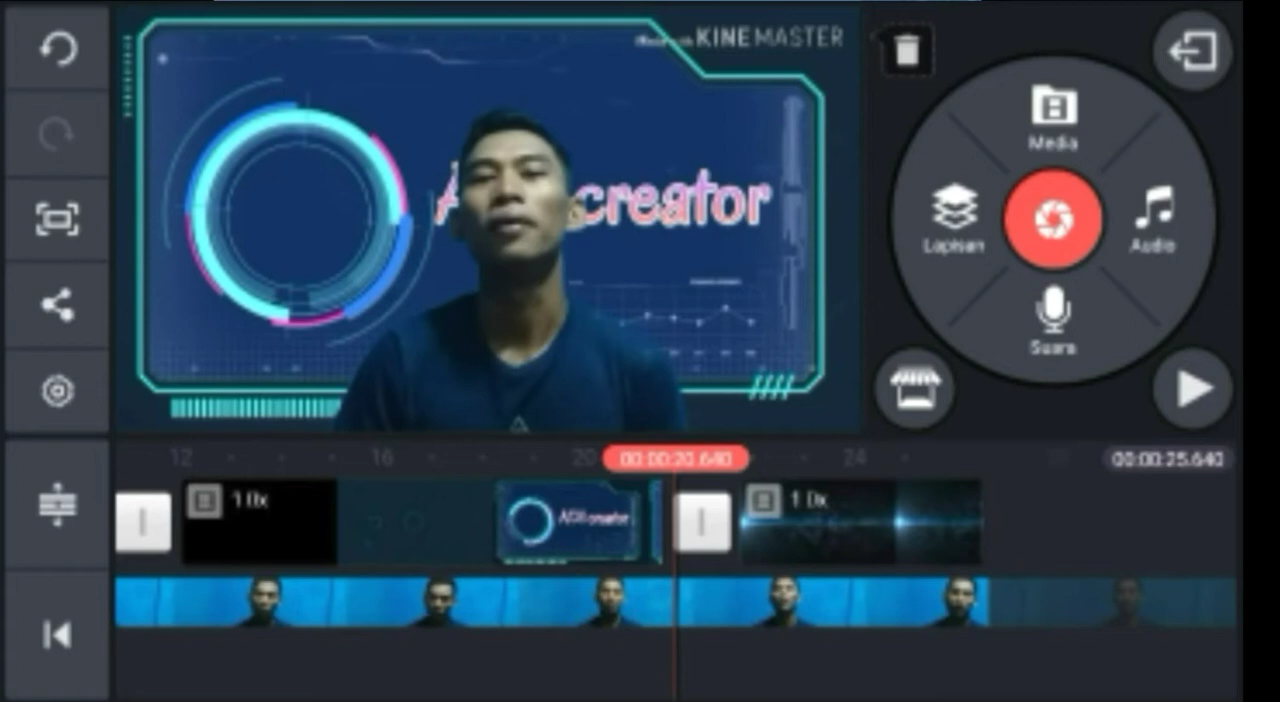 KINEMASTER
creator
Media
Lapisan
Audio
Suara
12
16
20
00:00:20.640
24
00:00:25.640
1.0x
creator
1.0x